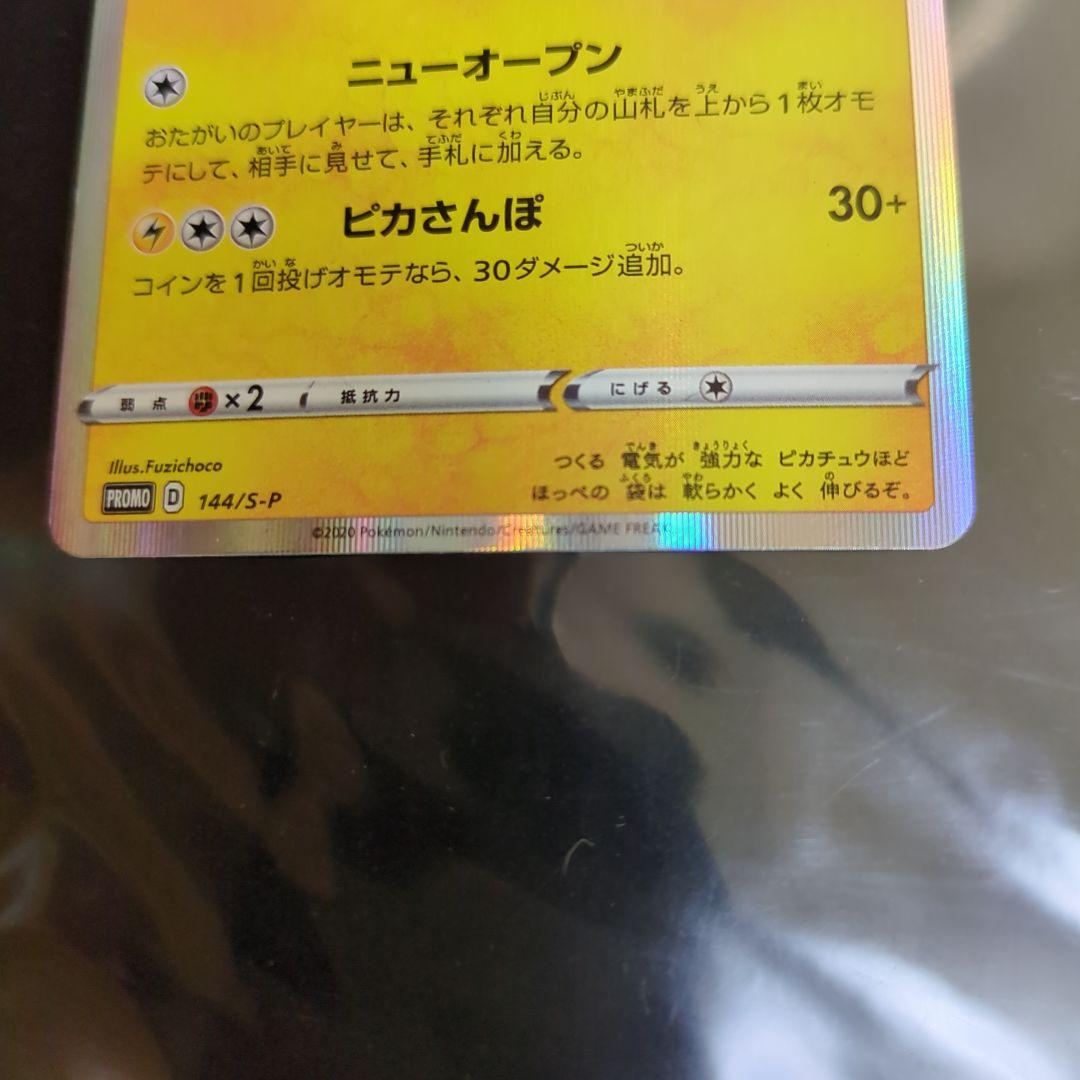 ニューオープン
おたがいのプレイヤーは、それぞれ自分の山札を上から1枚オモ
テにして、相手に見せて、手札に加える。
ピカさんぽ 30+
コインを1回投げオモテなら、30ダメージ追加。
弱点 ×2 抵抗力 にげる
Illus.Fuzichoco
つくる 電気が 強力な ピカチュウほど
ほっぺの 袋は 軟らかく よく 伸びるぞ。
PROMO D 144/S-P
©2020 Pokémon/Nintendo/Creatures/GAME FREAK